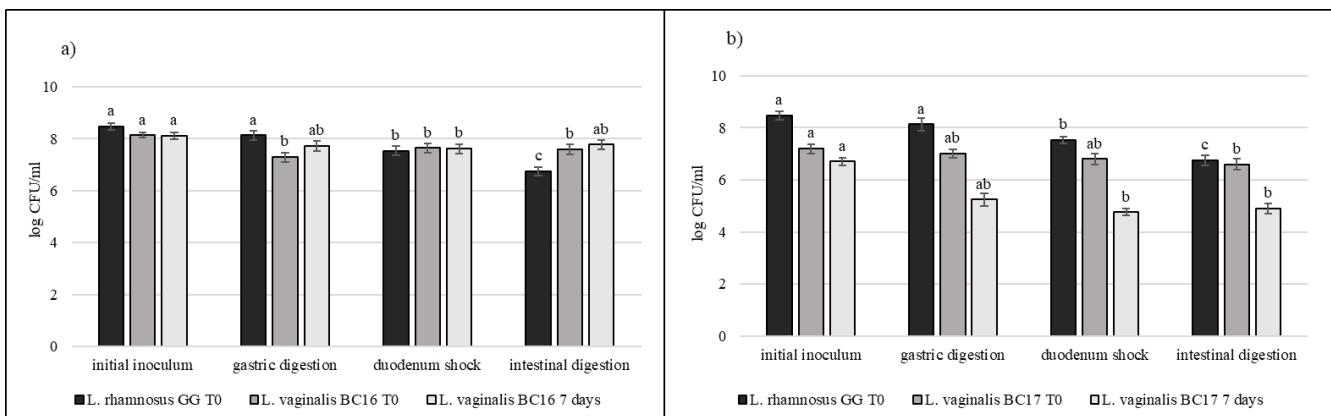 a)
10
8
6
4
2
0
log CFU/ml
a a a
a b ab
b b b
c b ab
initial inoculum gastric digestion duodenum shock intestinal digestion
L. rhamnosus GG T0 L. vaginalis BC16 T0 L. vaginalis BC16 7 days
b)
10
8
6
4
2
0
log CFU/ml
a a a
a ab ab
b ab b
c b b
initial inoculum gastric digestion duodenum shock intestinal digestion
L. rhamnosus GG T0 L. vaginalis BC17 T0 L. vaginalis BC17 7 days